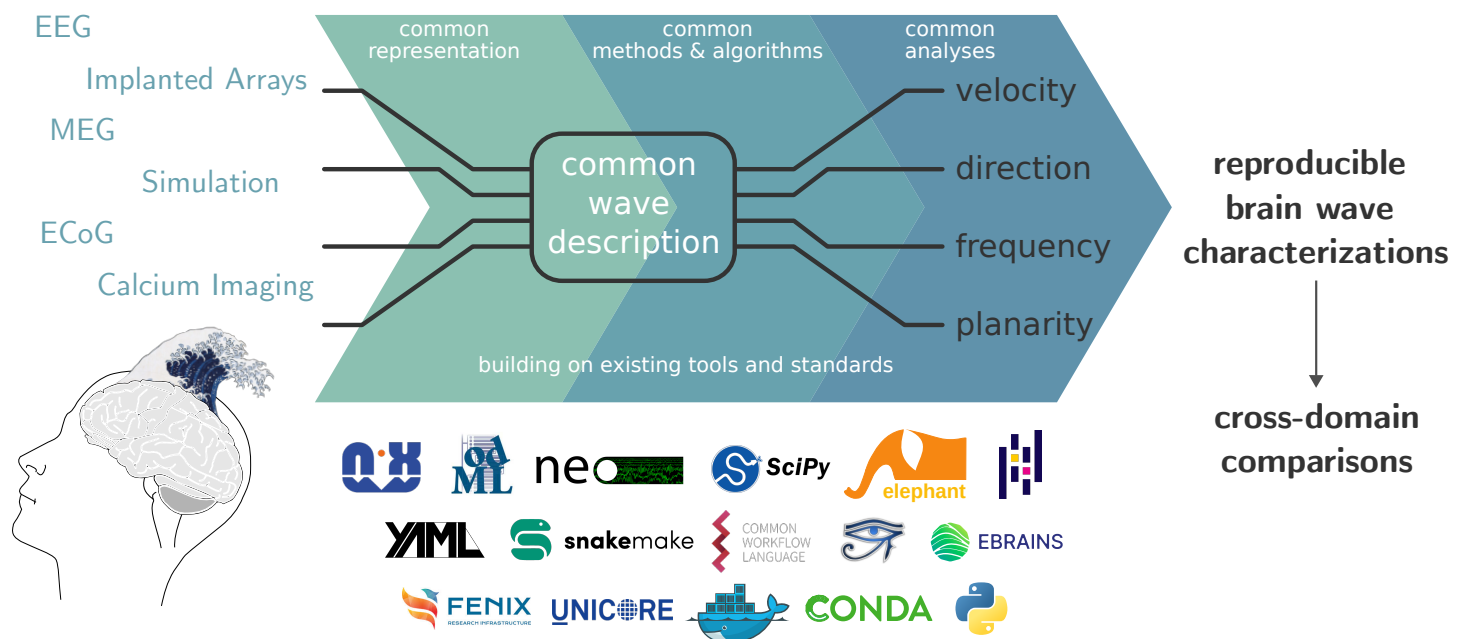 EEG
Implanted Arrays
MEG
Simulation
ECoG
Calcium Imaging
common
representation
common
methods & algorithms
common
analyses
common
wave
description
velocity
direction
frequency
planarity
building on existing tools and standards
reproducible
brain wave
characterizations
cross-domain
comparisons
nix
odML
neo
SciPy
elephant
YAML
snakemake
COMMON
WORKFLOW
LANGUAGE
EBRAINS
FENIX
RESEARCH INFRASTRUCTURE
UNICORE
CONDA